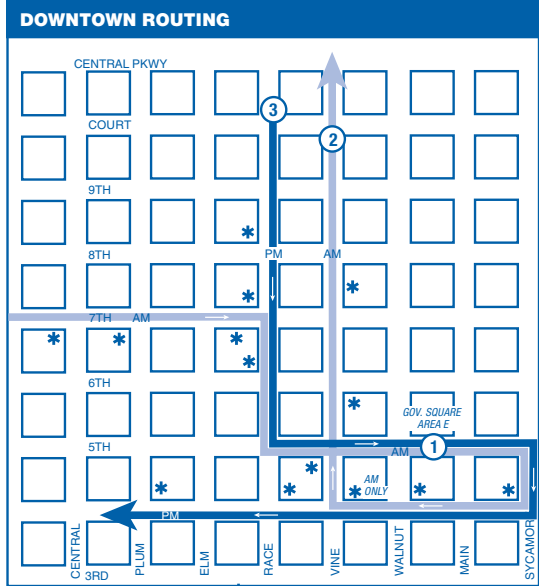 DOWNTOWN ROUTING
CENTRAL PKWY
3
COURT
2
9TH
8TH
PM
AM
7TH AM
6TH
GOV. SQUARE
AREA E
5TH
1
AM
AM
ONLY
PM
CENTRAL
3RD
PLUM
ELM
RACE
VINE
WALNUT
MAIN
SYCAMOR